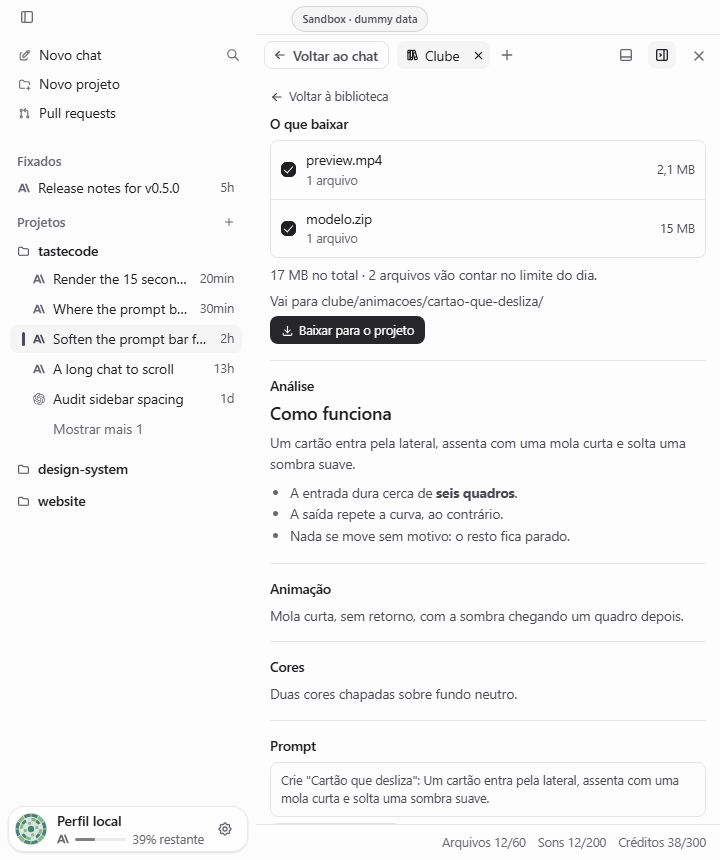 Sandbox · dummy data
Novo chat
Novo projeto
Pull requests
Fixados
Release notes for v0.5.0 5h
Projetos
tastecode
Render the 15 secon... 20min
Where the prompt b... 30min
Soften the prompt bar f... 2h
A long chat to scroll 13h
Audit sidebar spacing 1d
Mostrar mais 1
design-system
website
Perfil local
39% restante
Voltar ao chat
Clube
Voltar à biblioteca
O que baixar
preview.mp4
1 arquivo
2,1 MB
modelo.zip
1 arquivo
15 MB
17 MB no total · 2 arquivos vão contar no limite do dia.
Vai para clube/animacoes/cartao-que-desliza/
Baixar para o projeto
Análise
Como funciona
Um cartão entra pela lateral, assenta com uma mola curta e solta uma
sombra suave.
A entrada dura cerca de seis quadros.
A saída repete a curva, ao contrário.
Nada se move sem motivo: o resto fica parado.
Animação
Mola curta, sem retorno, com a sombra chegando um quadro depois.
Cores
Duas cores chapadas sobre fundo neutro.
Prompt
Crie "Cartão que desliza": Um cartão entra pela lateral, assenta com uma
mola curta e solta uma sombra suave.
Arquivos 12/60 Sons 12/200 Créditos 38/300